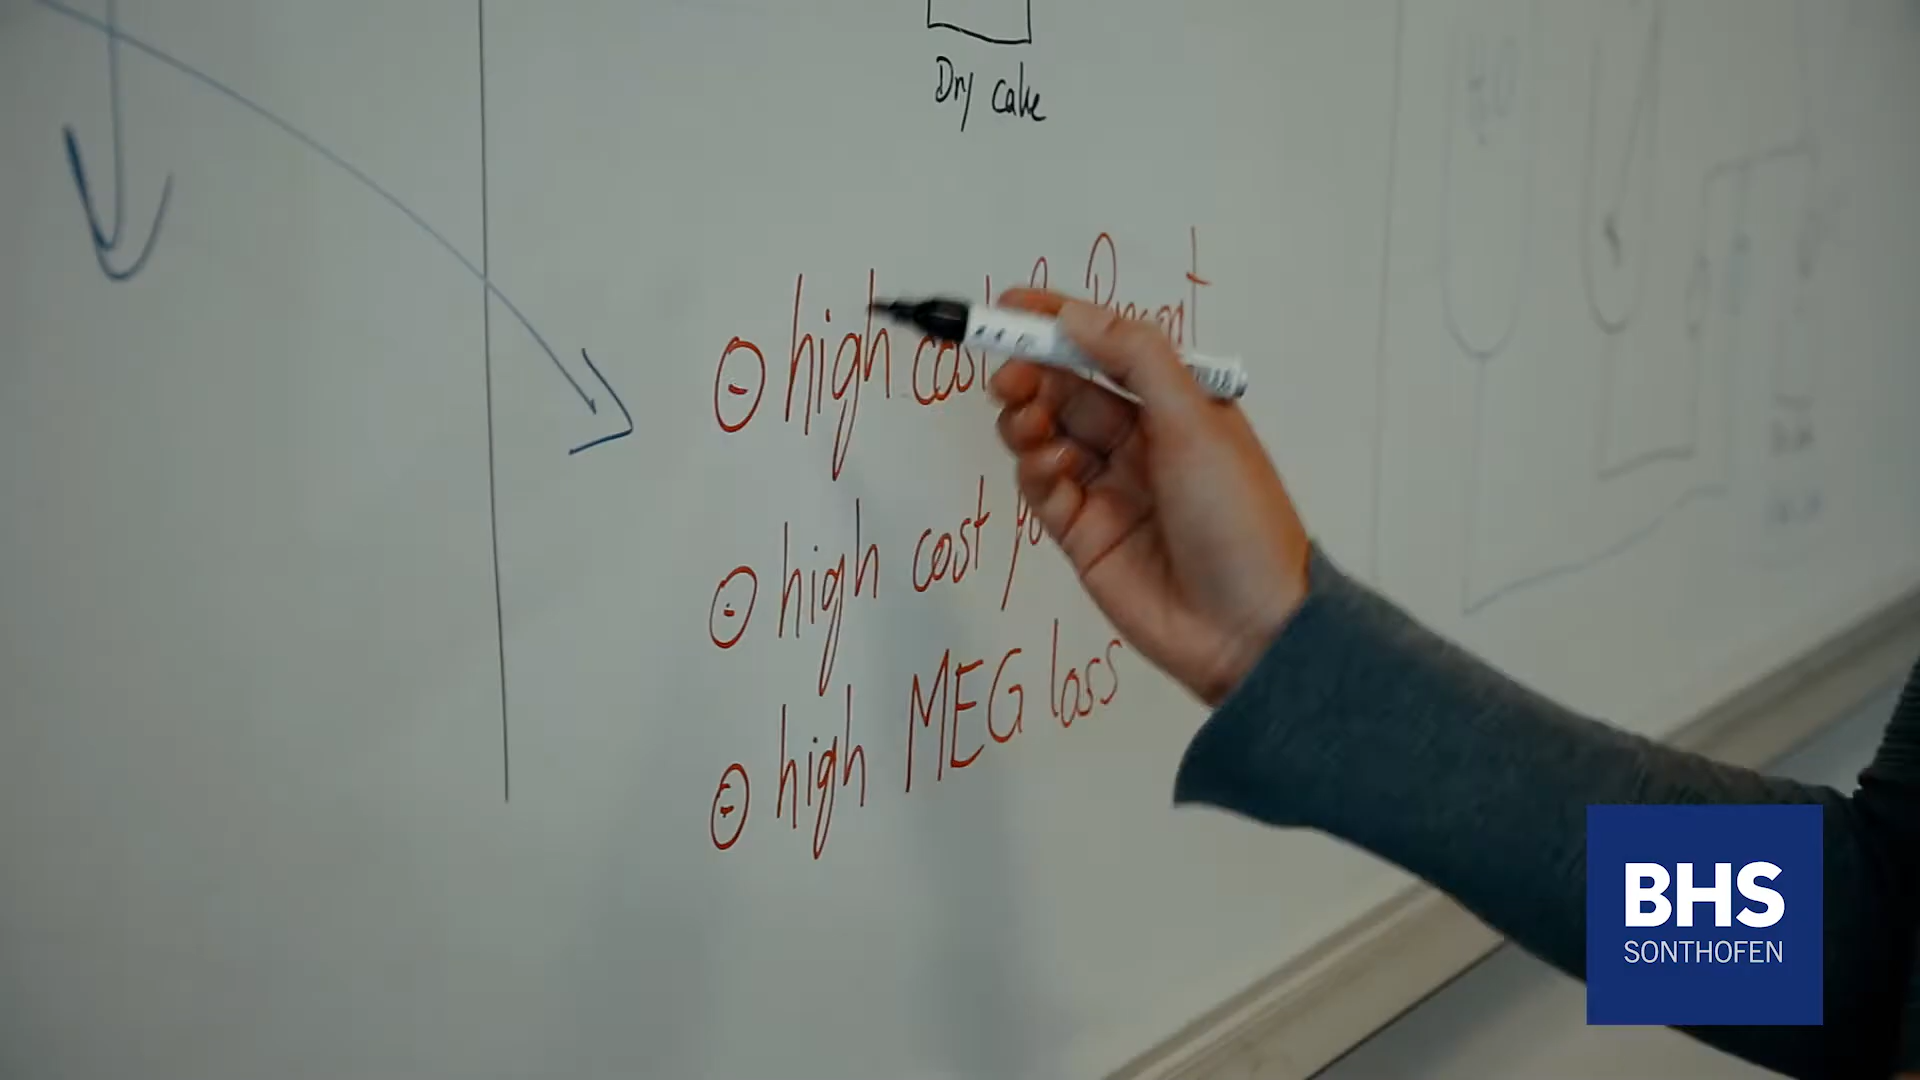 Dry cake
⊖ high cost
⊖ high cost
⊖ high MEG loss
BHS
SONTHOFEN